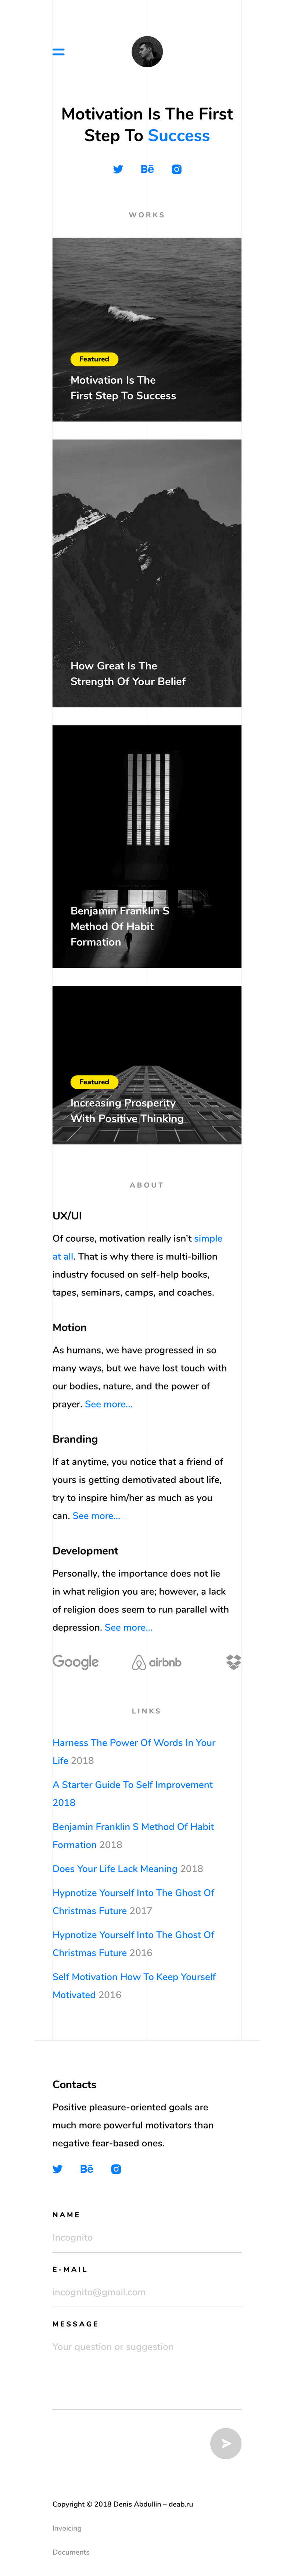 Motivation Is The First
Step To Success
Bē
WORKS
Featured
Motivation Is The
First Step To Success
How Great Is The
Strength Of Your Belief
Benjamin Franklin S
Method Of Habit
Formation
Featured
Increasing Prosperity
With Positive Thinking
ABOUT
UX/UI
Of course, motivation really isn't simple
at all. That is why there is multi-billion
industry focused on self-help books,
tapes, seminars, camps, and coaches.
Motion
As humans, we have progressed in so
many ways, but we have lost touch with
our bodies, nature, and the power of
prayer. See more...
Branding
If at anytime, you notice that a friend of
yours is getting demotivated about life,
try to inspire him/her as much as you
can. See more...
Development
Personally, the importance does not lie
in what religion you are; however, a lack
of religion does seem to run parallel with
depression. See more...
Google airbnb
LINKS
Harness The Power Of Words In Your
Life 2018
A Starter Guide To Self Improvement
2018
Benjamin Franklin S Method Of Habit
Formation 2018
Does Your Life Lack Meaning 2018
Hypnotize Yourself Into The Ghost Of
Christmas Future 2017
Hypnotize Yourself Into The Ghost Of
Christmas Future 2016
Self Motivation How To Keep Yourself
Motivated 2016
Contacts
Positive pleasure-oriented goals are
much more powerful motivators than
negative fear-based ones.
Bē
NAME
Incognito
E-MAIL
incognito@gmail.com
MESSAGE
Your question or suggestion
Copyright © 2018 Denis Abdullin – deab.ru
Invoicing
Documents